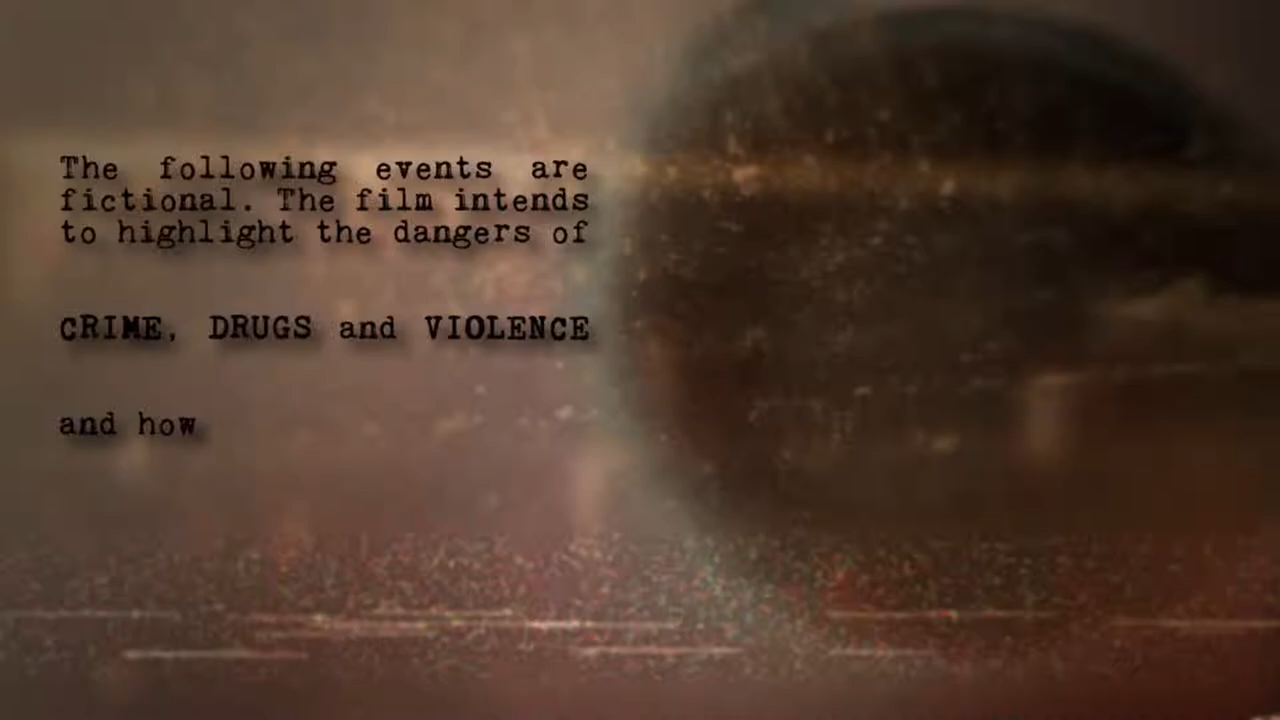 The following events are
fictional. The film intends
to highlight the dangers of
CRIME, DRUGS and VIOLENCE
and how